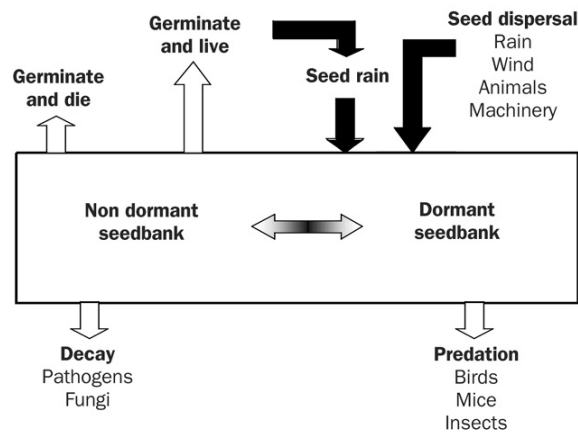 Germinate
and live
Seed dispersal
Rain
Wind
Animals
Machinery
Germinate
and die
Seed rain
Non dormant
seedbank
Dormant
seedbank
Decay
Pathogens
Fungi
Predation
Birds
Mice
Insects